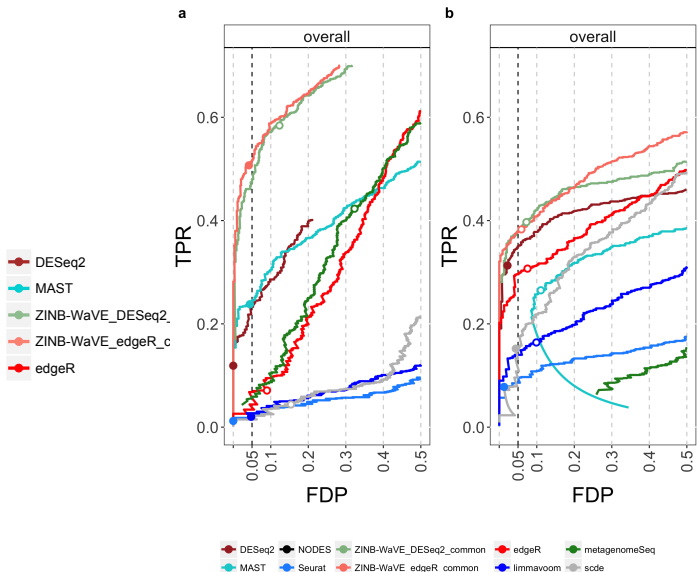 a
b
overall
overall
TPR
0.6
0.4
0.2
0.0
0.05
0.1
0.2
0.3
0.4
0.5
FDP
TPR
0.6
0.4
0.2
0.0
0.05
0.1
0.2
0.3
0.4
0.5
FDP
DESeq2
MAST
ZINB-WaVE_DESeq2_
ZINB-WaVE_edgeR_c
edgeR
DESeq2 NODES ZINB-WaVE_DESeq2_common edgeR metagenomeSeq
MAST Seurat ZINB-WaVE_edgeR_common limmavoom scde